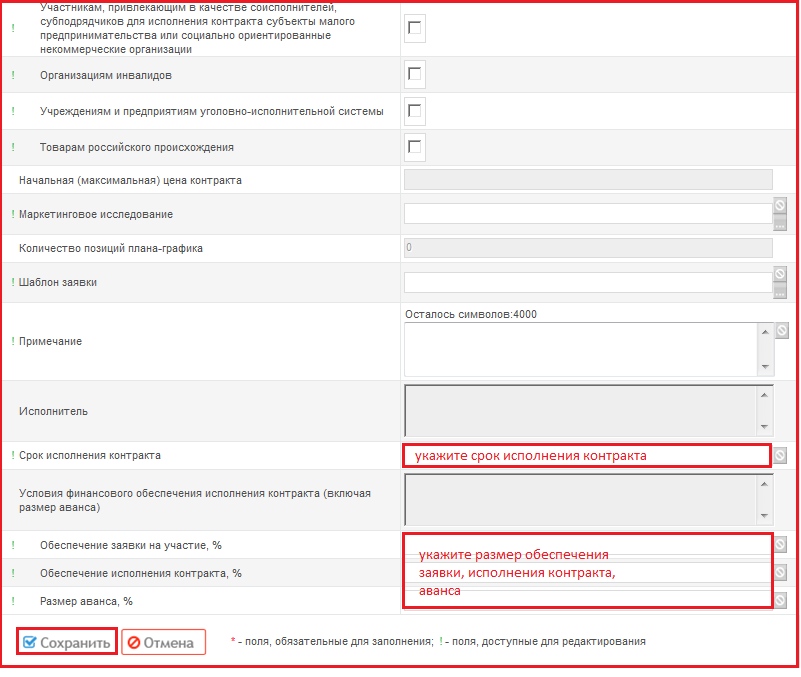 Участникам, привлекающим в качестве соисполнителей,
субподрядчиков для исполнения контракта субъекты малого
! предпринимательства или социально ориентированные
некоммерческие организации
! Организациям инвалидов
! Учреждениям и предприятиям уголовно-исполнительной системы
! Товарам российского происхождения
Начальная (максимальная) цена контракта
! Маркетинговое исследование
...
Количество позиций плана-графика 0
! Шаблон заявки
...
Осталось символов:4000
! Примечание
Исполнитель
! Срок исполнения контракта укажите срок исполнения контракта
Условия финансового обеспечения исполнения контракта (включая
размер аванса)
! Обеспечение заявки на участие, %
укажите размер обеспечения
! Обеспечение исполнения контракта, %
заявки, исполнения контракта,
аванса
! Размер аванса, %
Сохранить Отмена * - поля, обязательные для заполнения; ! - поля, доступные для редактирования